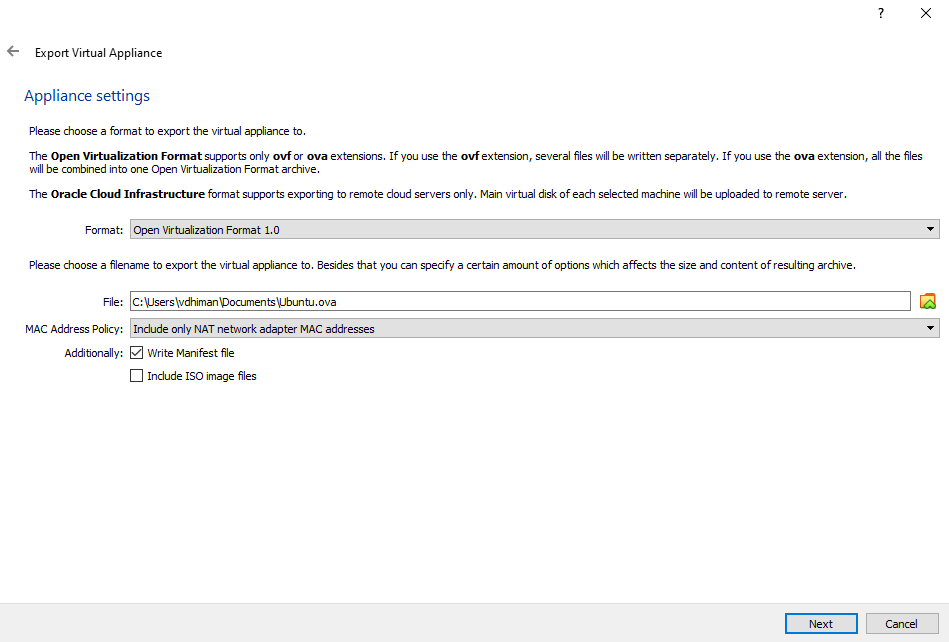 ?
Export Virtual Appliance
Appliance settings
Please choose a format to export the virtual appliance to.
The Open Virtualization Format supports only ovf or ova extensions. If you use the ovf extension, several files will be written separately. If you use the ova extension, all the files
will be combined into one Open Virtualization Format archive.
The Oracle Cloud Infrastructure format supports exporting to remote cloud servers only. Main virtual disk of each selected machine will be uploaded to remote server.
Format: Open Virtualization Format 1.0
Please choose a filename to export the virtual appliance to. Besides that you can specify a certain amount of options which affects the size and content of resulting archive.
File: C:\Users\vdhiman\Documents\Ubuntu.ova
MAC Address Policy: Include only NAT network adapter MAC addresses
Additionally: Write Manifest file
Include ISO image files
Next Cancel